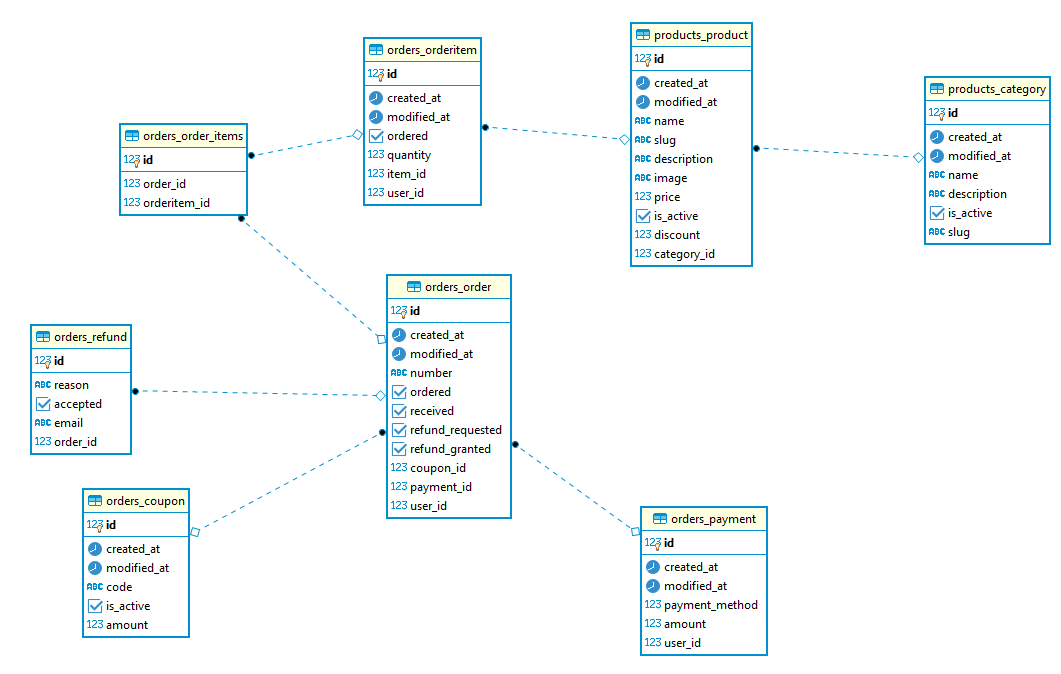 orders_orderitem
123 id
created_at
modified_at
ordered
123 quantity
123 item_id
123 user_id
products_product
123 id
created_at
modified_at
ABC name
ABC slug
ABC description
ABC image
123 price
is_active
123 discount
123 category_id
products_category
123 id
created_at
modified_at
ABC name
ABC description
is_active
ABC slug
orders_order_items
123 id
123 order_id
123 orderitem_id
orders_order
123 id
created_at
modified_at
ABC number
ordered
received
refund_requested
refund_granted
123 coupon_id
123 payment_id
123 user_id
orders_refund
123 id
ABC reason
accepted
ABC email
123 order_id
orders_coupon
123 id
created_at
modified_at
ABC code
is_active
123 amount
orders_payment
123 id
created_at
modified_at
123 payment_method
123 amount
123 user_id